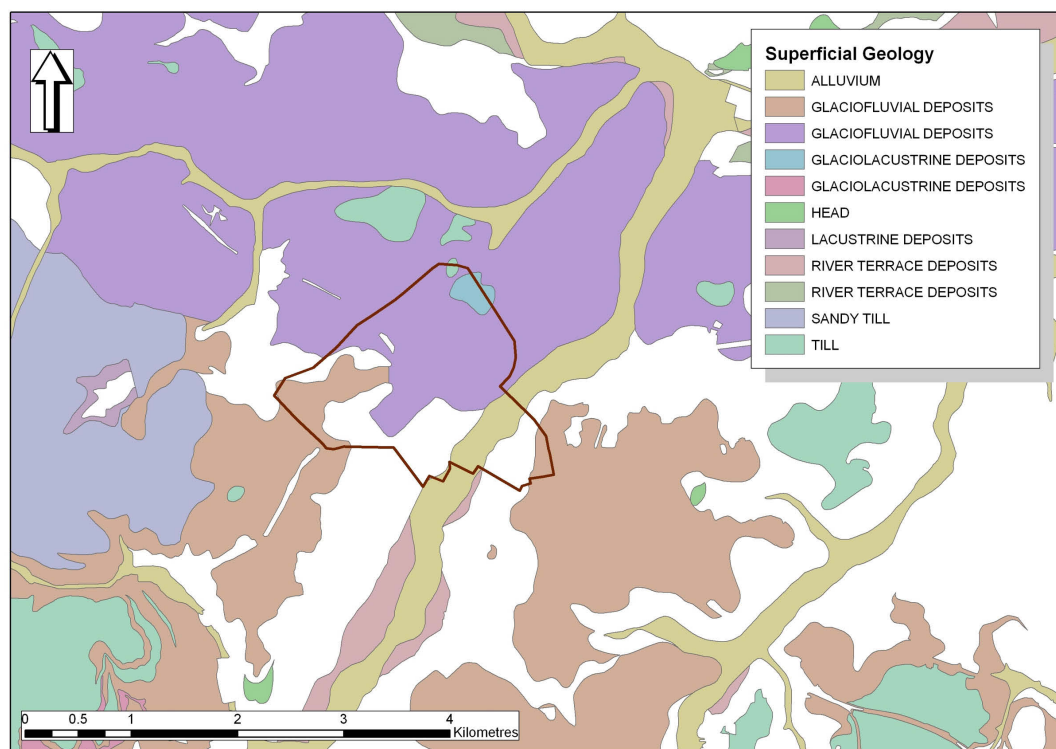 Superficial Geology
ALLUVIUM
GLACIOFLUVIAL DEPOSITS
GLACIOFLUVIAL DEPOSITS
GLACIOLACUSTRINE DEPOSITS
GLACIOLACUSTRINE DEPOSITS
HEAD
LACUSTRINE DEPOSITS
RIVER TERRACE DEPOSITS
RIVER TERRACE DEPOSITS
SANDY TILL
TILL
0 0.5 1 2 3 4
Kilometres